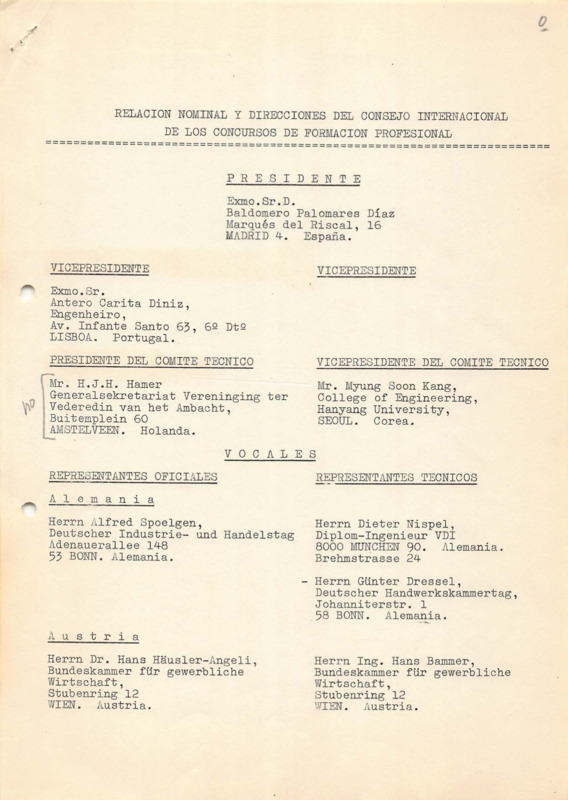 0
RELACION NOMINAL Y DIRECCIONES DEL CONSEJO INTERNACIONAL
DE LOS CONCURSOS DE FORMACION PROFESIONAL
P R E S I D E N T E
Exmo.Sr.D.
Baldomero Palomares Díaz
Marqués del Riscal, 16
MADRID 4. España.
VICEPRESIDENTE
Exmo.Sr.
Antero Carita Diniz,
Engenheiro,
Av. Infante Santo 63, 6º Dtº
LISBOA. Portugal.
VICEPRESIDENTE
PRESIDENTE DEL COMITE TECNICO
no
Mr. H.J.H. Hamer
Generalsekretariat Vereninging ter
Vederedin van het Ambacht,
Buitemplein 60
AMSTELVEEN. Holanda.
VICEPRESIDENTE DEL COMITE TECNICO
Mr. Myung Soon Kang,
College of Engineering,
Hanyang University,
SEOUL. Corea.
V O C A L E S
REPRESENTANTES OFICIALES
REPRESENTANTES TECNICOS
A l e m a n i a
Herrn Alfred Spoelgen,
Deutscher Industrie- und Handelstag
Adenauerallee 148
53 BONN. Alemania.
Herrn Dieter Nispel,
Diplom-Ingenieur VDI
8000 MUNCHEN 90. Alemania.
Brehmstrasse 24
- Herrn Günter Dressel,
Deutscher Handwerkskammertag,
Johanniterstr. 1
58 BONN. Alemania.
A u s t r i a
Herrn Dr. Hans Häusler-Angeli,
Bundeskammer für gewerbliche
Wirtschaft,
Stubenring 12
WIEN. Austria.
Herrn Ing. Hans Bammer,
Bundeskammer für gewerbliche
Wirtschaft,
Stubenring 12
WIEN. Austria.